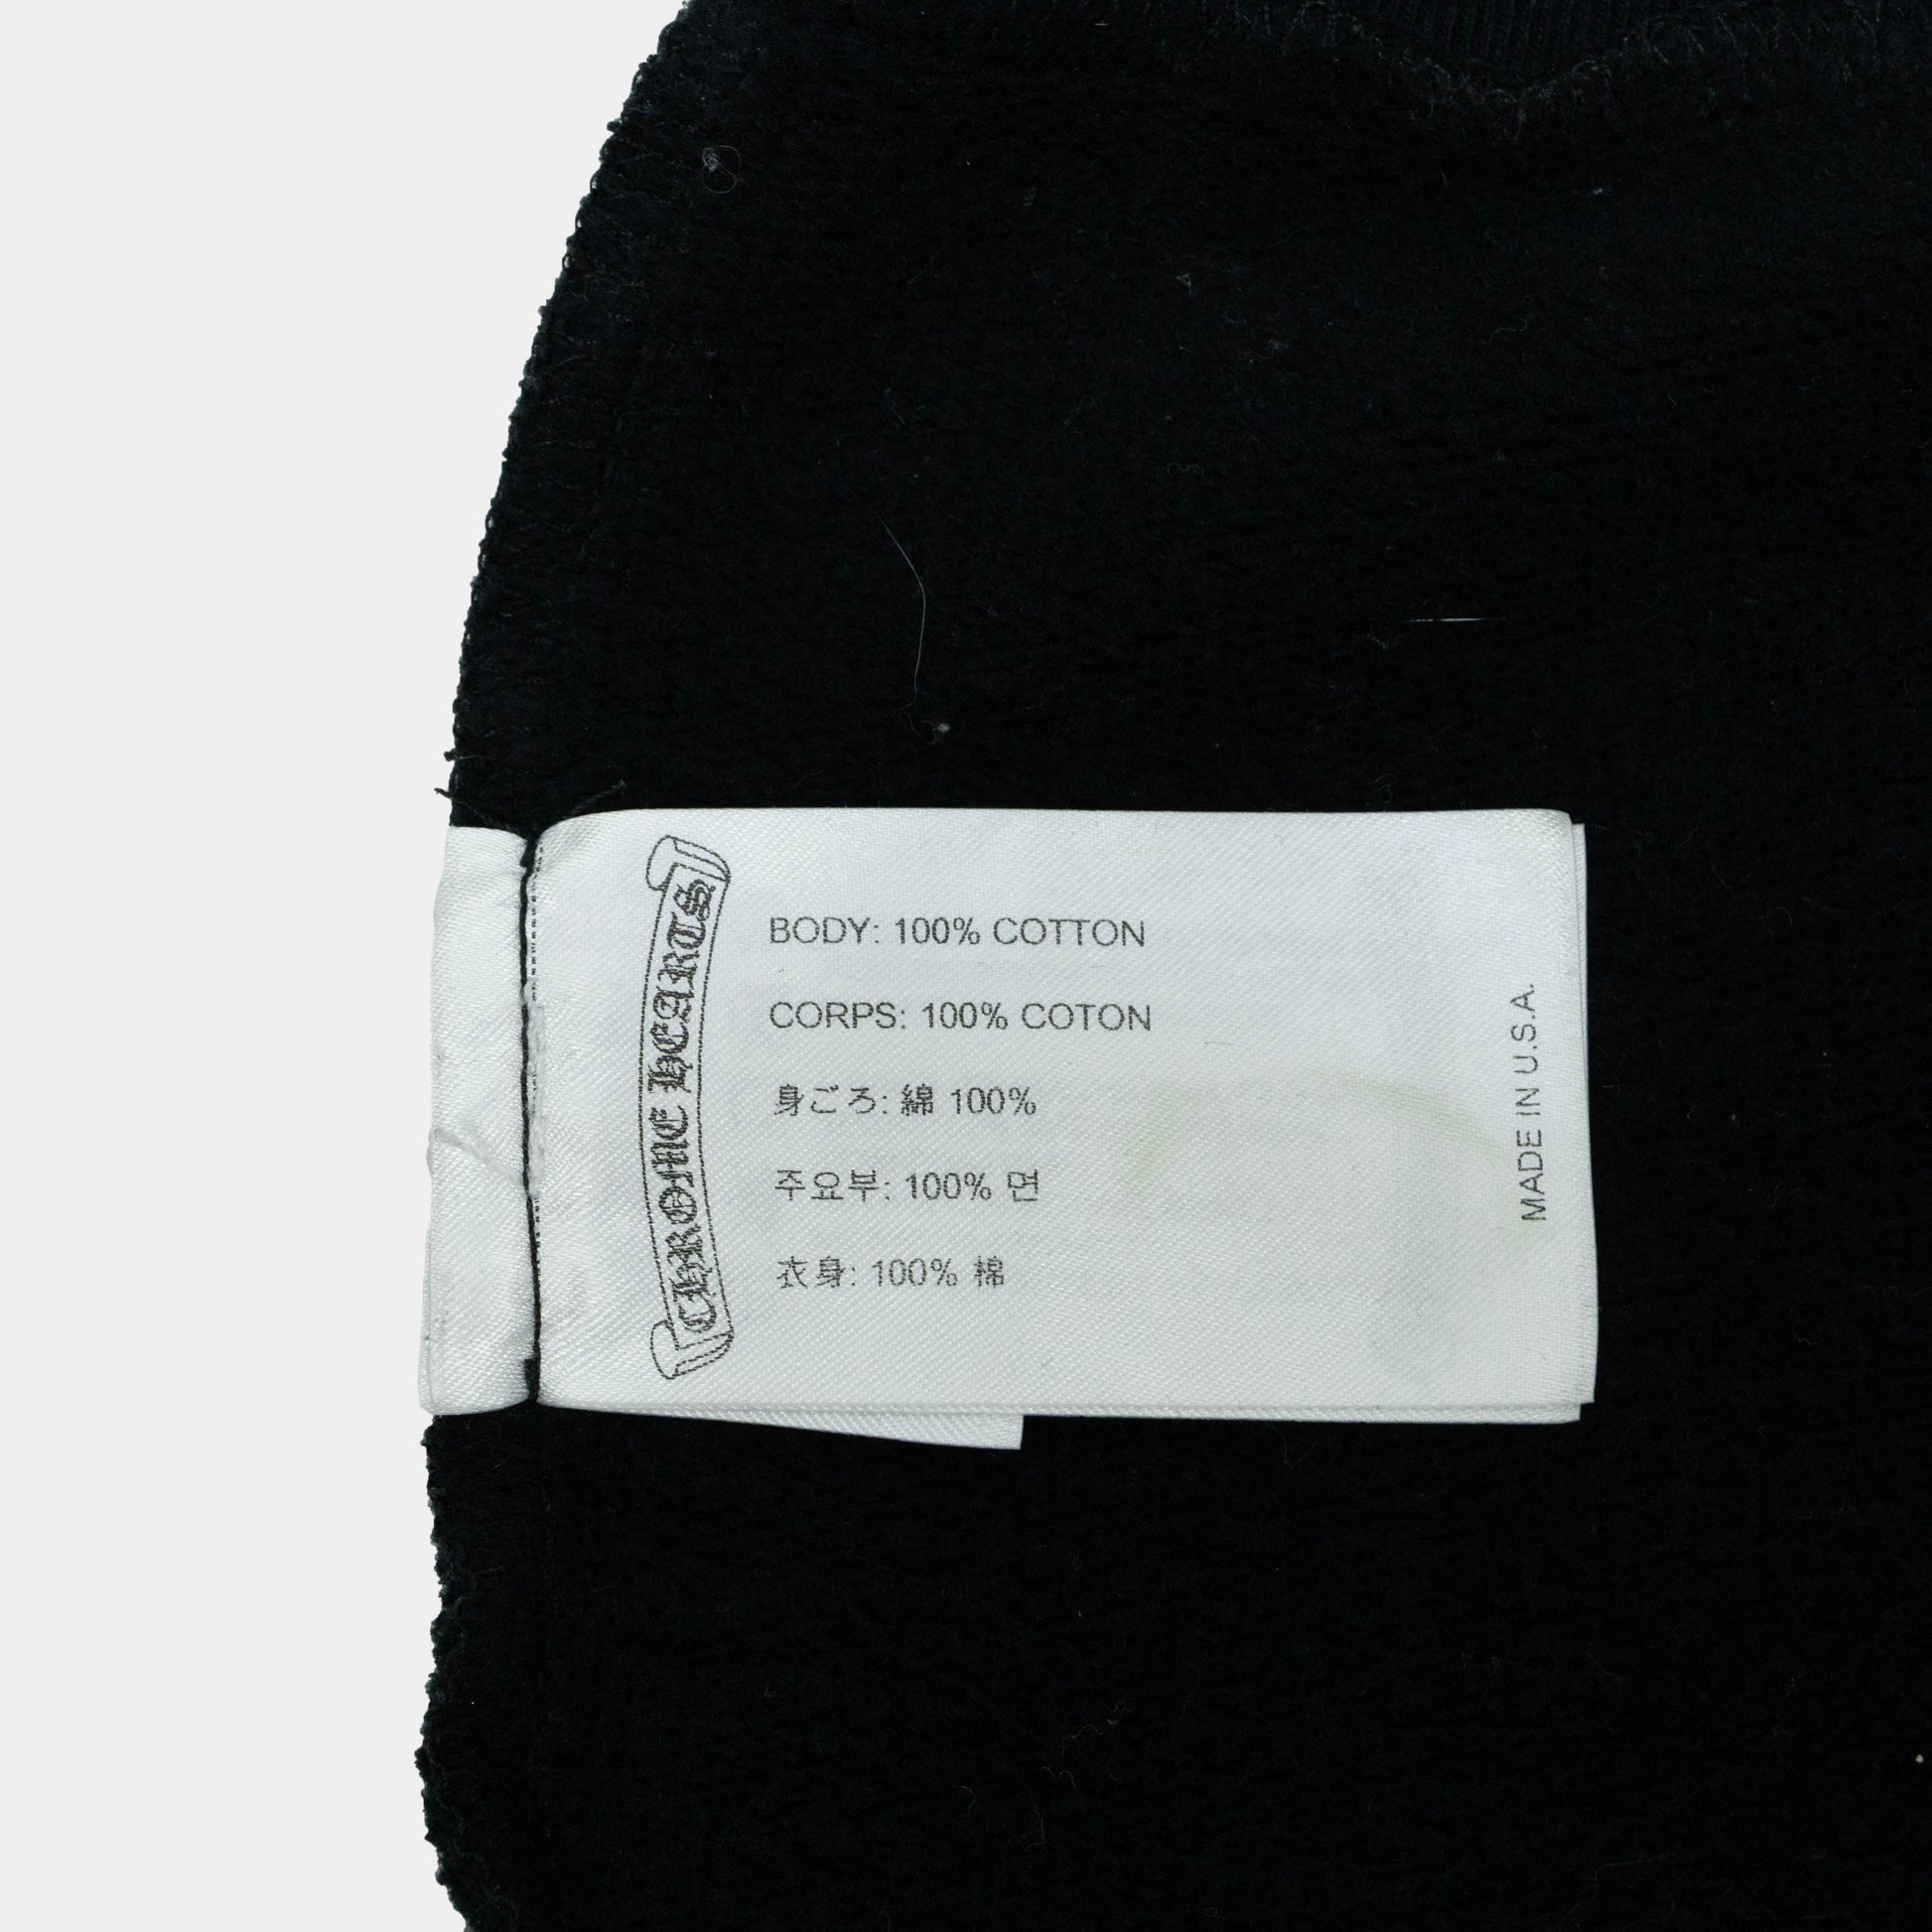 CHROME HEARTS
BODY: 100% COTTON
CORPS: 100% COTON
身ごろ: 綿 100%
주요부: 100% 면
衣身: 100% 棉
MADE IN U.S.A.